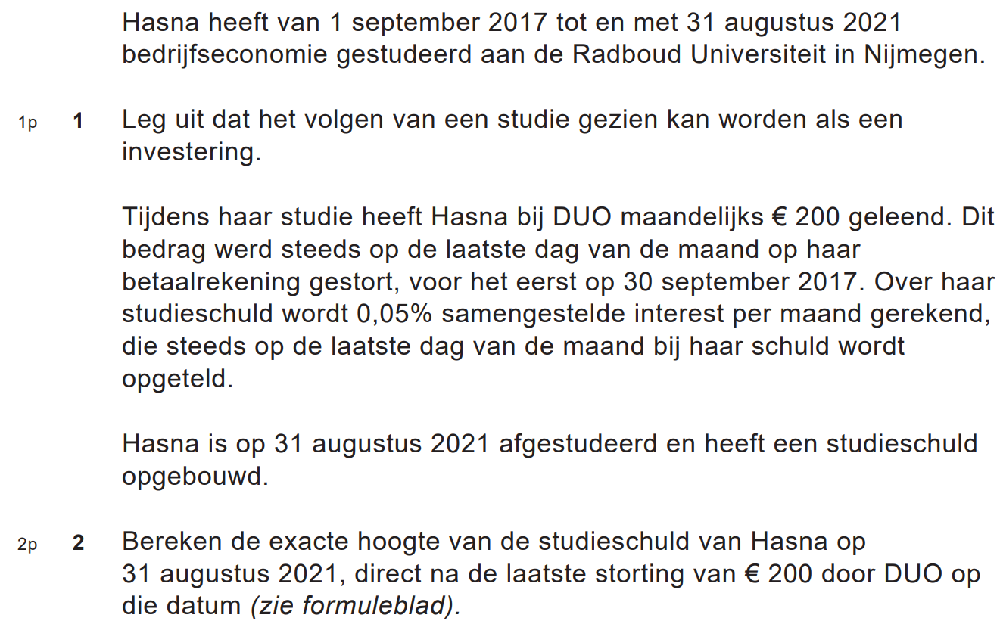 Hasna heeft van 1 september 2017 tot en met 31 augustus 2021
bedrijfseconomie gestudeerd aan de Radboud Universiteit in Nijmegen.
1p 1 Leg uit dat het volgen van een studie gezien kan worden als een
investering.
Tijdens haar studie heeft Hasna bij DUO maandelijks € 200 geleend. Dit
bedrag werd steeds op de laatste dag van de maand op haar
betaalrekening gestort, voor het eerst op 30 september 2017. Over haar
studieschuld wordt 0,05% samengestelde interest per maand gerekend,
die steeds op de laatste dag van de maand bij haar schuld wordt
opgeteld.
Hasna is op 31 augustus 2021 afgestudeerd en heeft een studieschuld
opgebouwd.
2p 2 Bereken de exacte hoogte van de studieschuld van Hasna op
31 augustus 2021, direct na de laatste storting van € 200 door DUO op
die datum (zie formuleblad).